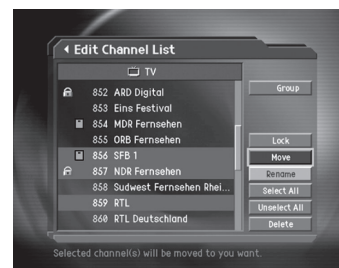 Edit Channel List
TV
Group
852 ARD Digital
853 Eins Festival
854 MDR Fernsehen
855 ORB Fernsehen
856 SFB 1
857 NDR Fernsehen
858 Sudwest Fernsehen Rhei...
859 RTL
860 RTL Deutschland
Lock
Move
Rename
Select All
Unselect All
Delete
Selected channel(s) will be moved to you want.